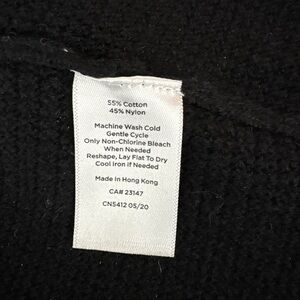 55% Cotton
45% Nylon
Machine Wash Cold
Gentle Cycle
Only Non-Chlorine Bleach
When Needed
Reshape, Lay Flat To Dry
Cool Iron If Needed
Made in Hong Kong
CA# 23147
CN5412 05/20